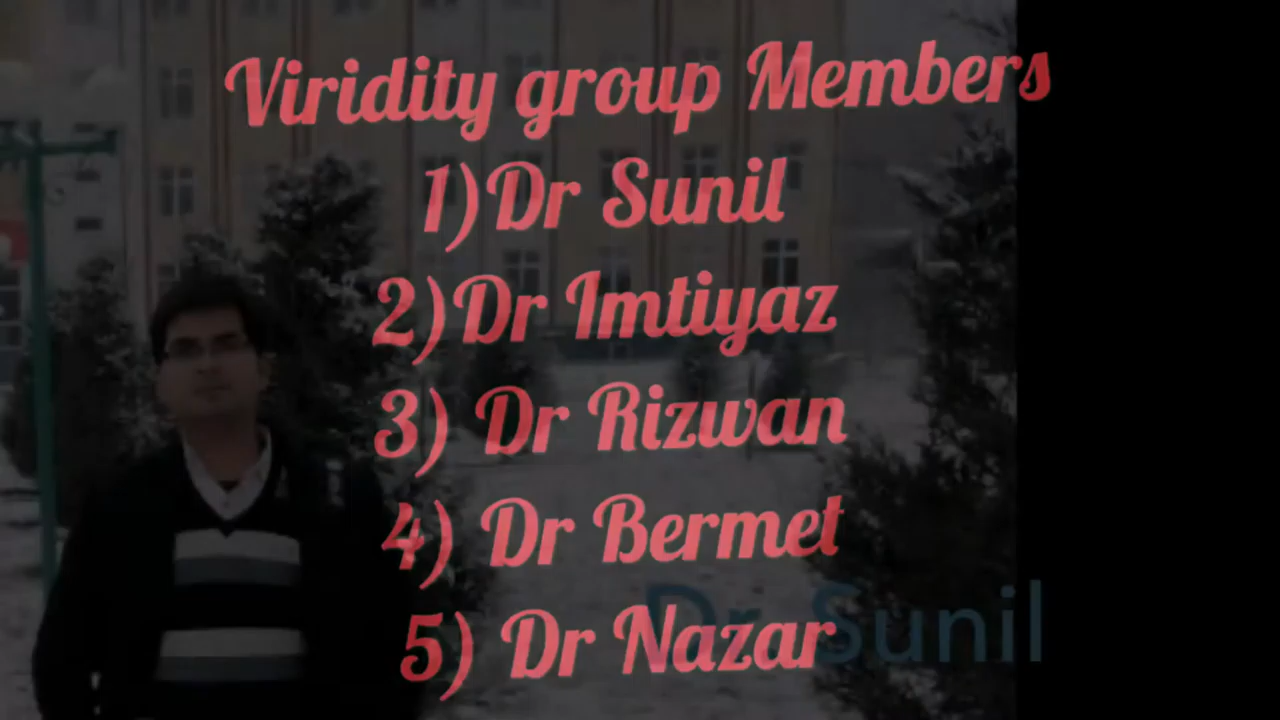 Viridity group Members
1)Dr Sunil
2)Dr Imtiyaz
3) Dr Rizwan
4) Dr Bermet
5) Dr Nazar
Dr. Sunil